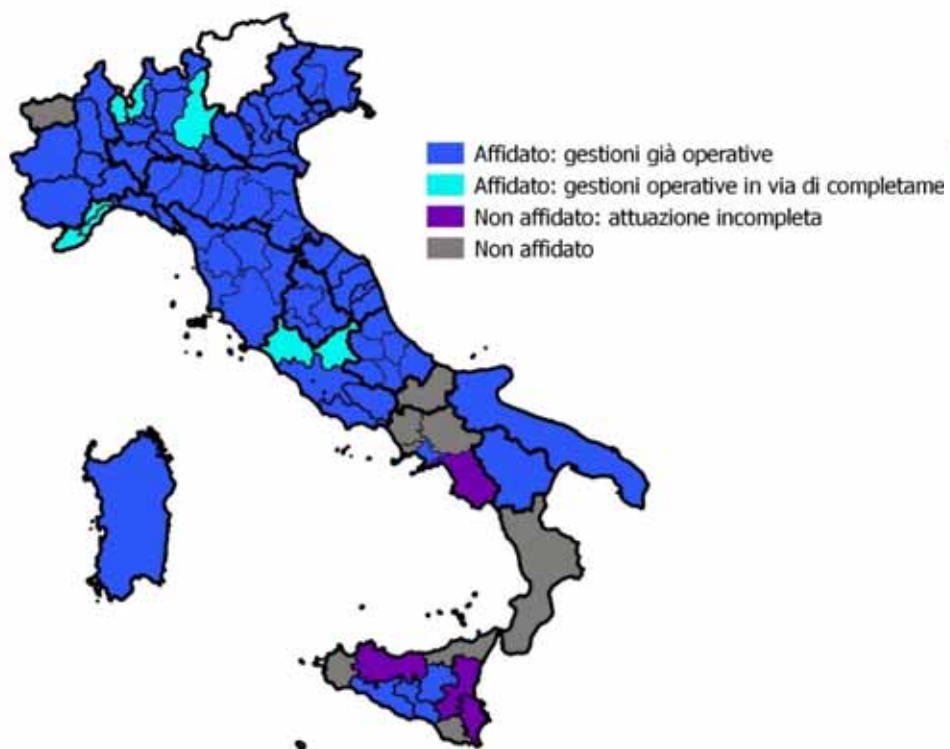 Affidato: gestioni già operative
Affidato: gestioni operative in via di completame
Non affidato: attuazione incompleta
Non affidato